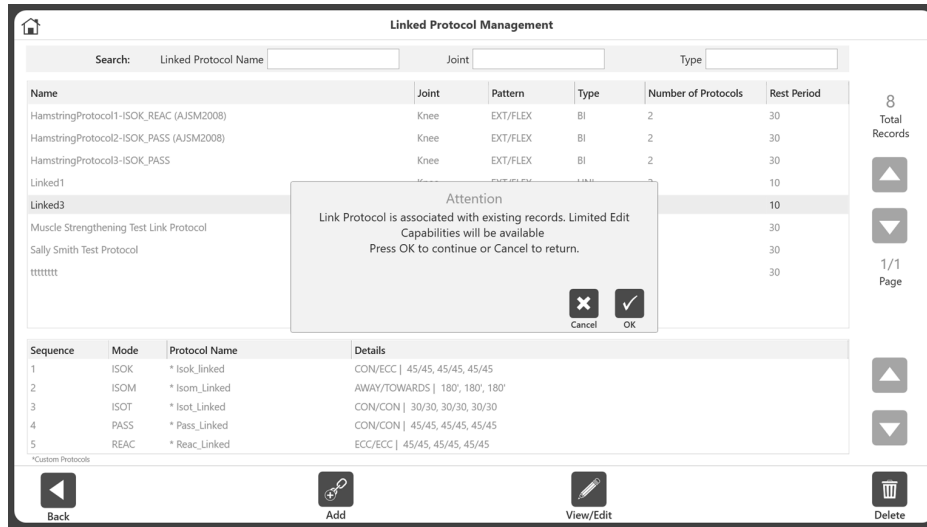 Linked Protocol Management
Search: Linked Protocol Name Joint Type
Name Joint Pattern Type Number of Protocols Rest Period
HamstringProtocol1-ISOK_REAC (AJSM2008) Knee EXT/FLEX BI 2 30
HamstringProtocol2-ISOK_PASS (AJSM2008) Knee EXT/FLEX BI 2 30
HamstringProtocol3-ISOK_PASS Knee EXT/FLEX BI 2 30
Linked1 10
Linked3 10
Muscle Strengthening Test Link Protocol 30
Sally Smith Test Protocol 30
tttttttt 30
8
Total
Records
1/1
Page
Attention
Link Protocol is associated with existing records. Limited Edit
Capabilities will be available
Press OK to continue or Cancel to return.
Cancel OK
Sequence Mode Protocol Name Details
1 ISOK * Isok_linked CON/ECC | 45/45, 45/45, 45/45
2 ISOM * Isom_Linked AWAY/TOWARDS | 180', 180', 180'
3 ISOT * Isot_Linked CON/CON | 30/30, 30/30, 30/30
4 PASS * Pass_Linked CON/CON | 45/45, 45/45, 45/45
5 REAC * Reac_Linked ECC/ECC | 45/45, 45/45, 45/45
*Custom Protocols
Back Add View/Edit Delete